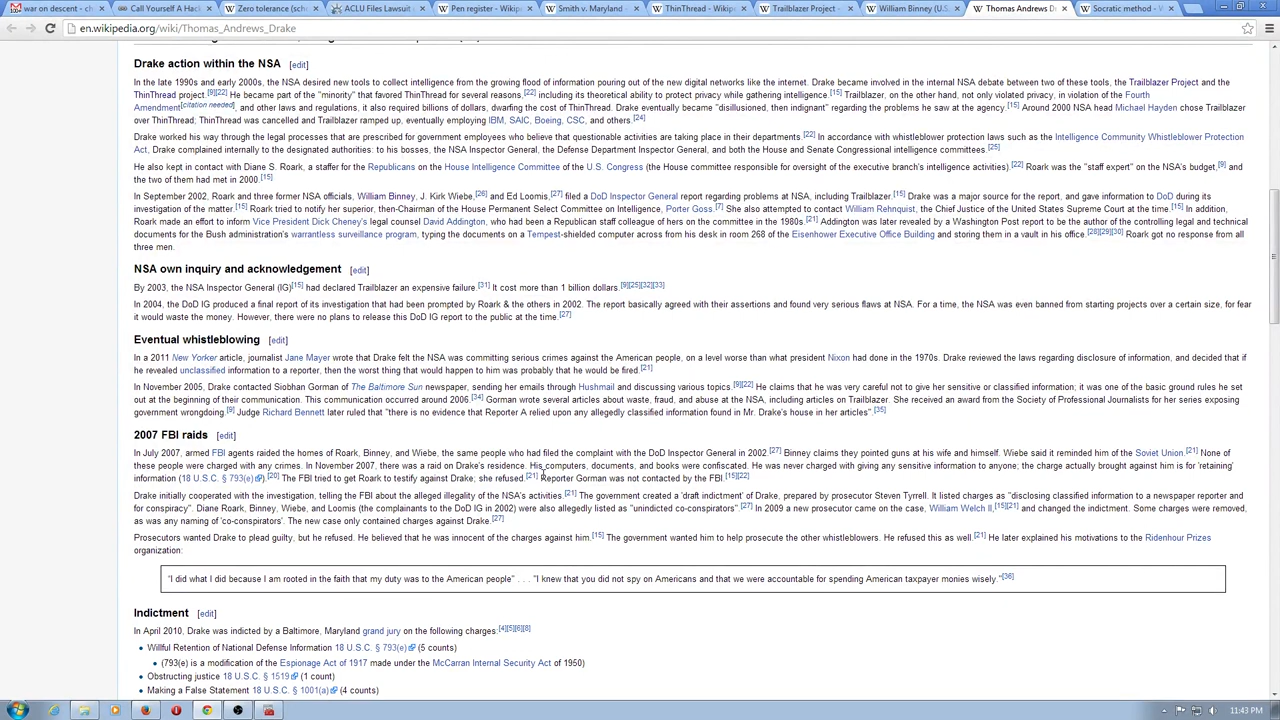 war on descent - ch
Call Yourself A Hac
Zero tolerance (sch
ACLU Files Lawsuit
Pen register - Wikipe
Smith v. Maryland -
ThinThread - Wikipe
Trailblazer Project -
William Binney (U.S.
Thomas Andrews Dra
Socratic method - W
en.wikipedia.org/wiki/Thomas_Andrews_Drake
Drake action within the NSA [edit]
In the late 1990s and early 2000s, the NSA desired new tools to collect intelligence from the growing flood of information pouring out of the new digital networks like the internet. Drake became involved in the internal NSA debate between two of these tools, the Trailblazer Project and the
ThinThread project.[9][22] He became part of the "minority" that favored ThinThread for several reasons,[22] including its theoretical ability to protect privacy while gathering intelligence.[15] Trailblazer, on the other hand, not only violated privacy, in violation of the Fourth
Amendment[citation needed], and other laws and regulations, it also required billions of dollars, dwarfing the cost of ThinThread. Drake eventually became "disillusioned, then indignant" regarding the problems he saw at the agency.[15] Around 2000 NSA head Michael Hayden chose Trailblazer
over ThinThread; ThinThread was cancelled and Trailblazer ramped up, eventually employing IBM, SAIC, Boeing, CSC, and others.[24]
Drake worked his way through the legal processes that are prescribed for government employees who believe that questionable activities are taking place in their departments.[22] In accordance with whistleblower protection laws such as the Intelligence Community Whistleblower Protection
Act, Drake complained internally to the designated authorities: to his bosses, the NSA Inspector General, the Defense Department Inspector General, and both the House and Senate Congressional intelligence committees.[25]
He also kept in contact with Diane S. Roark, a staffer for the Republicans on the House Intelligence Committee of the U.S. Congress (the House committee responsible for oversight of the executive branch's intelligence activities).[22] Roark was the "staff expert" on the NSA's budget,[9] and
the two of them had met in 2000.[15]
In September 2002, Roark and three former NSA officials, William Binney, J. Kirk Wiebe,[26] and Ed Loomis,[27] filed a DoD Inspector General report regarding problems at NSA, including Trailblazer.[15] Drake was a major source for the report, and gave information to DoD during its
investigation of the matter.[15] Roark tried to notify her superior, then-Chairman of the House Permanent Select Committee on Intelligence, Porter Goss.[7] She also attempted to contact William Rehnquist, the Chief Justice of the United States Supreme Court at the time.[15] In addition,
Roark made an effort to inform Vice President Dick Cheney's legal counsel David Addington, who had been a Republican staff colleague of hers on the committee in the 1980s.[21] Addington was later revealed by a Washington Post report to be the author of the controlling legal and technical
documents for the Bush administration's warrantless surveillance program, typing the documents on a Tempest-shielded computer across from his desk in room 268 of the Eisenhower Executive Office Building and storing them in a vault in his office.[28][29][30] Roark got no response from all
three men.
NSA own inquiry and acknowledgement [edit]
By 2003, the NSA Inspector General (IG)[15] had declared Trailblazer an expensive failure.[31] It cost more than 1 billion dollars.[9][25][32][33]
In 2004, the DoD IG produced a final report of its investigation that had been prompted by Roark & the others in 2002. The report basically agreed with their assertions and found very serious flaws at NSA. For a time, the NSA was even banned from starting projects over a certain size, for fear
it would waste the money. However, there were no plans to release this DoD IG report to the public at the time.[27]
Eventual whistleblowing [edit]
In a 2011 New Yorker article, journalist Jane Mayer wrote that Drake felt the NSA was committing serious crimes against the American people, on a level worse than what president Nixon had done in the 1970s. Drake reviewed the laws regarding disclosure of information, and decided that if
he revealed unclassified information to a reporter, then the worst thing that would happen to him was probably that he would be fired.[21]
In November 2005, Drake contacted Siobhan Gorman of The Baltimore Sun newspaper, sending her emails through Hushmail and discussing various topics.[9][22] He claims that he was very careful not to give her sensitive or classified information; it was one of the basic ground rules he set
out at the beginning of their communication. This communication occurred around 2006.[34] Gorman wrote several articles about waste, fraud, and abuse at the NSA, including articles on Trailblazer. She received an award from the Society of Professional Journalists for her series exposing
government wrongdoing.[9] Judge Richard Bennett later ruled that "there is no evidence that Reporter A relied upon any allegedly classified information found in Mr. Drake's house in her articles".[35]
2007 FBI raids [edit]
In July 2007, armed FBI agents raided the homes of Roark, Binney, and Wiebe, the same people who had filed the complaint with the DoD Inspector General in 2002.[27] Binney claims they pointed guns at his wife and himself. Wiebe said it reminded him of the Soviet Union.[21] None of
these people were charged with any crimes. In November 2007, there was a raid on Drake's residence. His computers, documents, and books were confiscated. He was never charged with giving any sensitive information to anyone; the charge actually brought against him is for 'retaining'
information (18 U.S.C. § 793(e)).[20] The FBI tried to get Roark to testify against Drake; she refused.[21] Reporter Gorman was not contacted by the FBI.[15][22]
Drake initially cooperated with the investigation, telling the FBI about the alleged illegality of the NSA's activities.[21] The government created a 'draft indictment' of Drake, prepared by prosecutor Steven Tyrrell. It listed charges as "disclosing classified information to a newspaper reporter and
for conspiracy". Diane Roark, Binney, Wiebe, and Loomis (the complainants to the DoD IG in 2002) were also allegedly listed as "unindicted co-conspirators".[27] In 2009 a new prosecutor came on the case, William Welch II,[15][21] and changed the indictment. Some charges were removed,
as was any naming of 'co-conspirators'. The new case only contained charges against Drake.[27]
Prosecutors wanted Drake to plead guilty, but he refused. He believed that he was innocent of the charges against him.[15] The government wanted him to help prosecute the other whistleblowers. He refused this as well.[21] He later explained his motivations to the Ridenhour Prizes
organization:
"I did what I did because I am rooted in the faith that my duty was to the American people" . . . "I knew that you did not spy on Americans and that we were accountable for spending American taxpayer monies wisely."[36]
Indictment [edit]
In April 2010, Drake was indicted by a Baltimore, Maryland grand jury on the following charges:[4][5][6][8]
• Willful Retention of National Defense Information 18 U.S.C. § 793(e) (5 counts)
• (793(e) is a modification of the Espionage Act of 1917 made under the McCarran Internal Security Act of 1950)
• Obstructing justice 18 U.S.C. § 1519 (1 count)
• Making a False Statement 18 U.S.C. § 1001(a) (4 counts)
11:43 PM